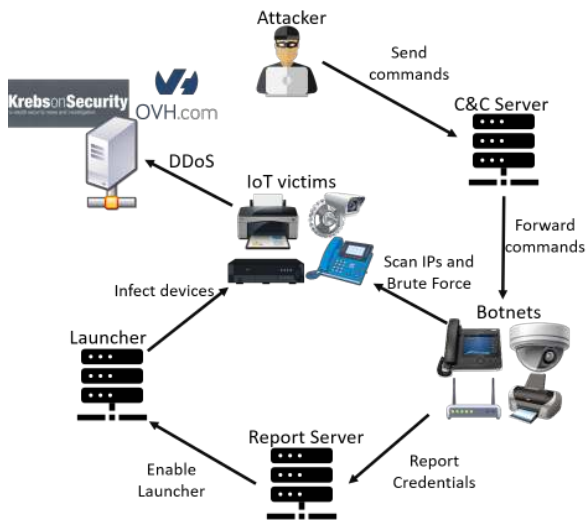 Attacker
Send
commands
KrebsonSecurity
OVH.com
C&C Server
DDoS
IoT victims
Forward
commands
Scan IPs and
Brute Force
Infect devices
Botnets
Launcher
Report Server
Report
Credentials
Enable
Launcher